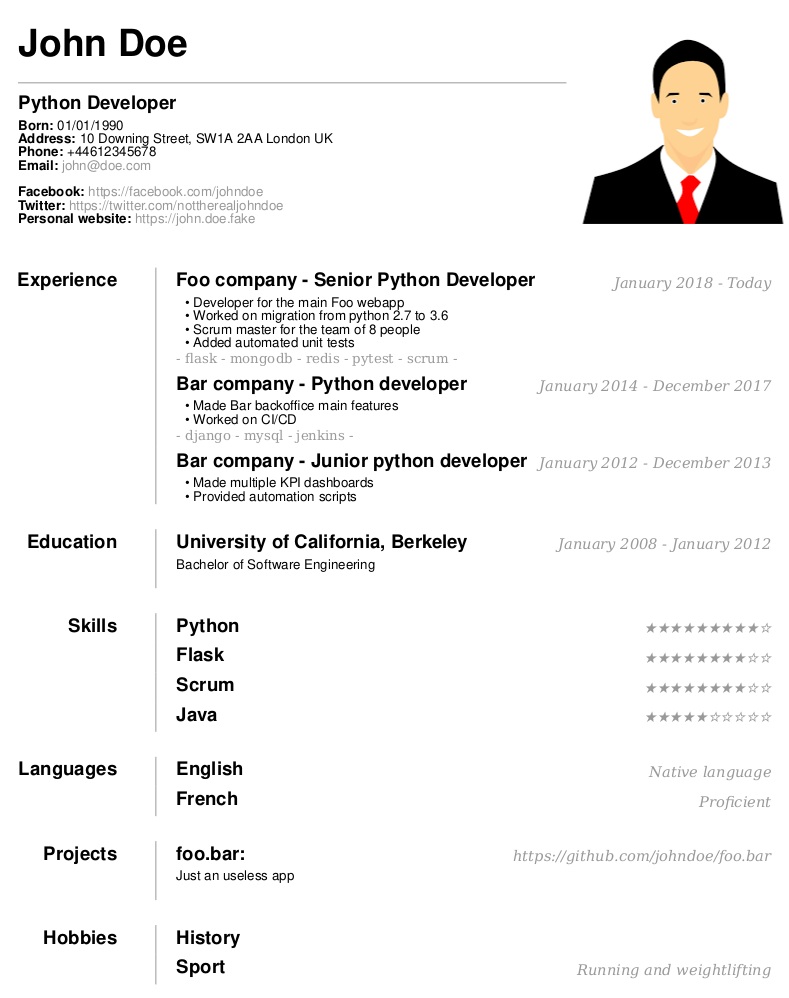 John Doe
Python Developer
Born: 01/01/1990
Address: 10 Downing Street, SW1A 2AA London UK
Phone: +44612345678
Email: john@doe.com
Facebook: https://facebook.com/johndoe
Twitter: https://twitter.com/nottherealjohndoe
Personal website: https://john.doe.fake
Experience
Foo company - Senior Python Developer January 2018 - Today
• Developer for the main Foo webapp
• Worked on migration from python 2.7 to 3.6
• Scrum master for the team of 8 people
• Added automated unit tests
- flask - mongodb - redis - pytest - scrum -
Bar company - Python developer January 2014 - December 2017
• Made Bar backoffice main features
• Worked on CI/CD
- django - mysql - jenkins -
Bar company - Junior python developer January 2012 - December 2013
• Made multiple KPI dashboards
• Provided automation scripts
Education
University of California, Berkeley January 2008 - January 2012
Bachelor of Software Engineering
Skills
Python ★★★★★★★★★☆
Flask ★★★★★★★★☆☆
Scrum ★★★★★★★★☆☆
Java ★★★★★☆☆☆☆☆
Languages
English Native language
French Proficient
Projects
foo.bar: https://github.com/johndoe/foo.bar
Just an useless app
Hobbies
History
Sport Running and weightlifting